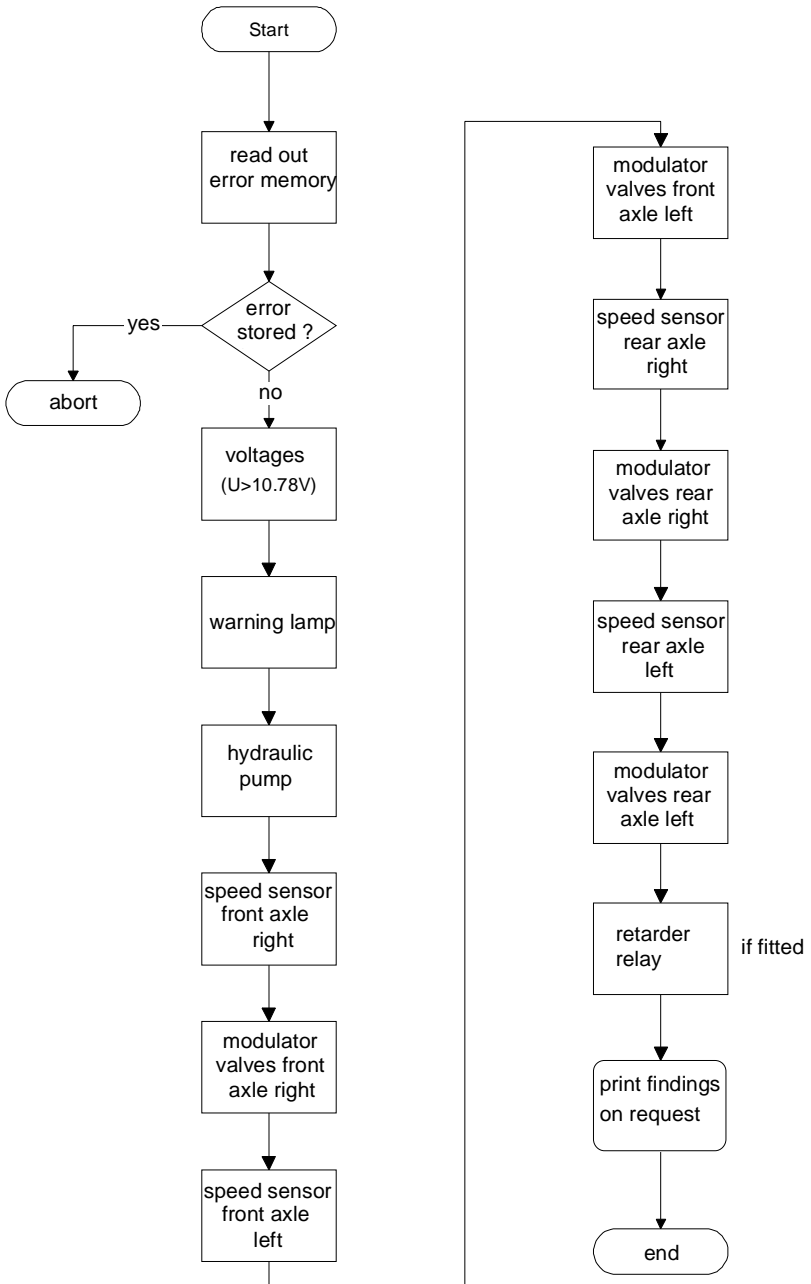 Start
read out
error memory
error
stored ?
yes
abort
no
voltages
(U>10.78V)
warning lamp
hydraulic
pump
speed sensor
front axle
right
modulator
valves front
axle right
speed sensor
front axle
left
modulator
valves front
axle left
speed sensor
rear axle
right
modulator
valves rear
axle right
speed sensor
rear axle
left
modulator
valves rear
axle left
retarder
relay
if fitted
print findings
on request
end